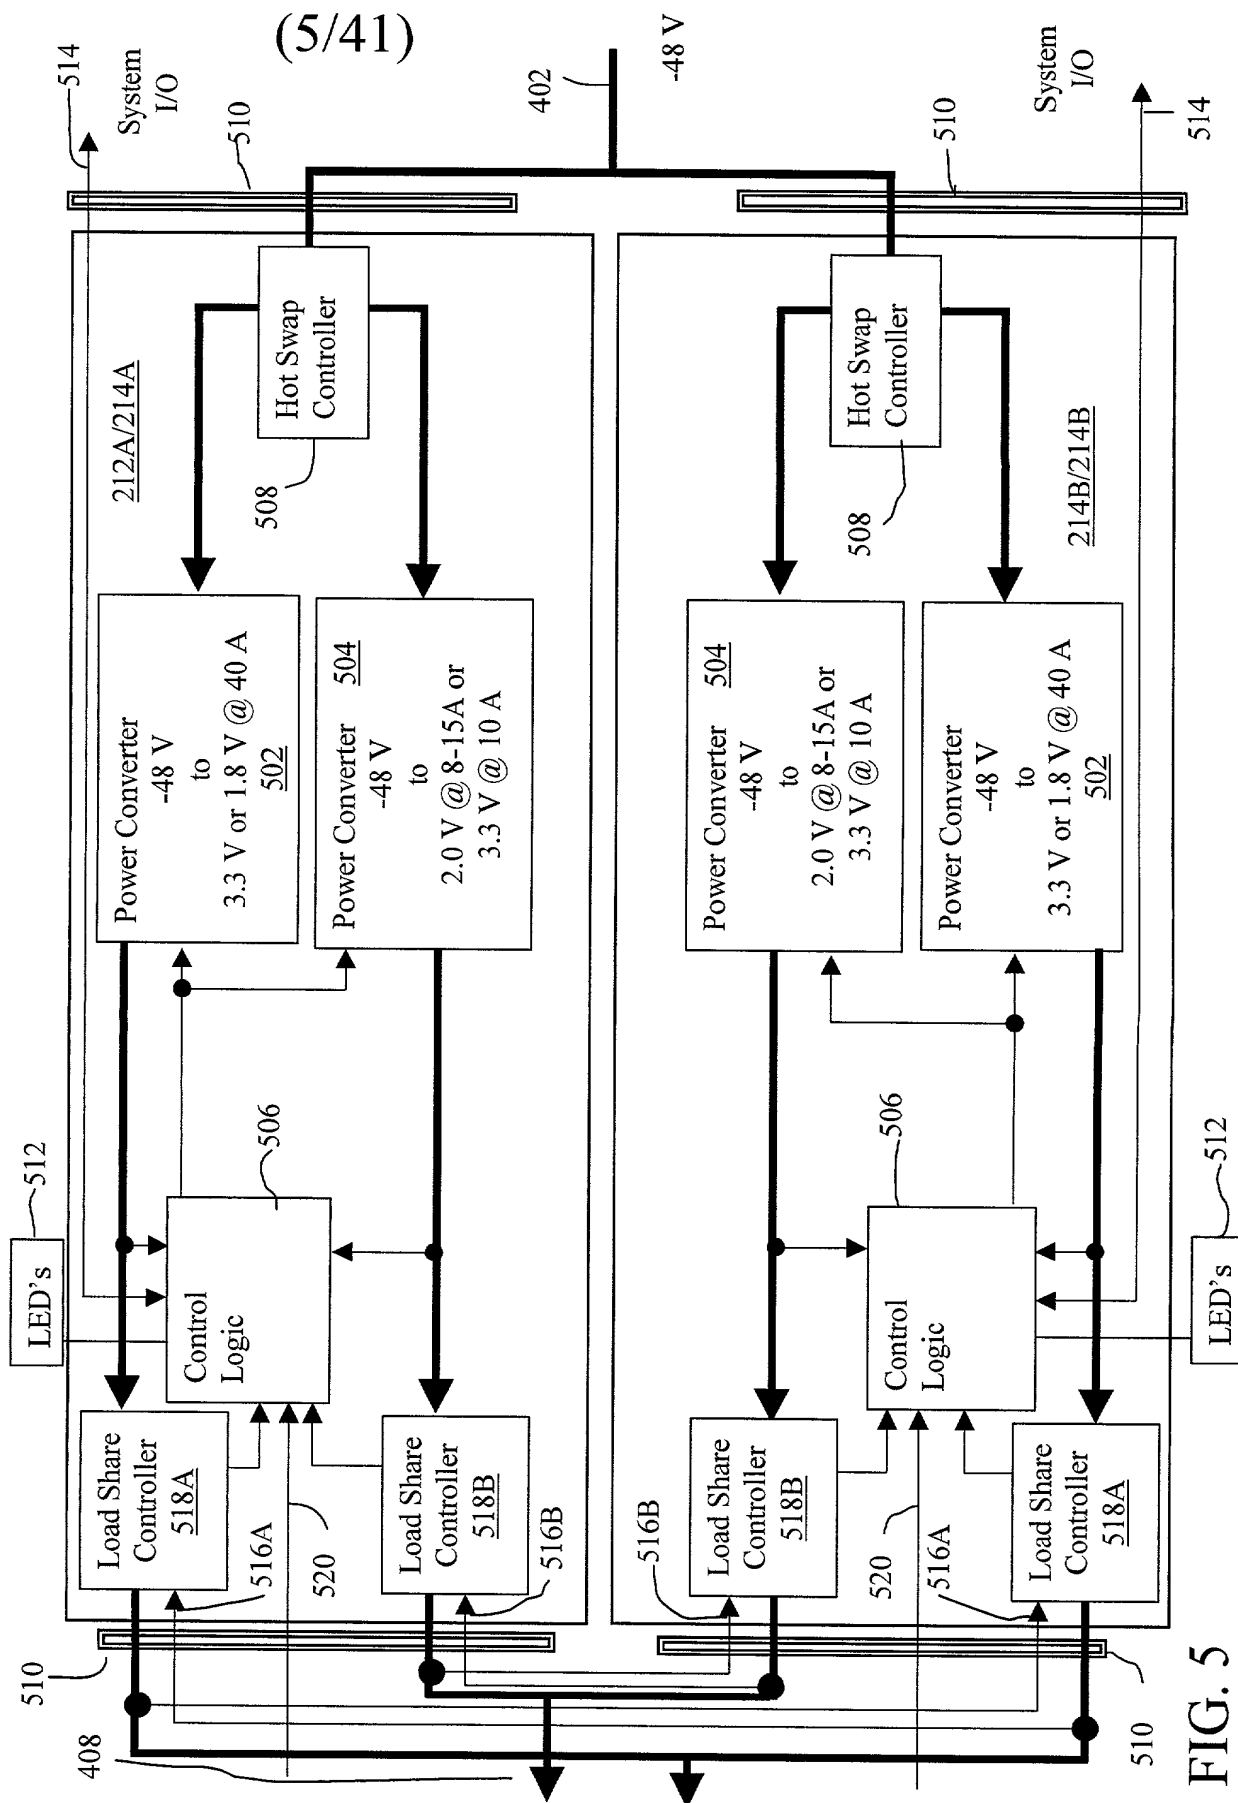 (5/41)
514
System
I/O
510
402
-48 V
510
System
I/O
514
212A/214A
Hot Swap
Controller
508
Hot Swap
Controller
508
214B/214B
Power Converter
-48 V
to
3.3 V or 1.8 V @ 40 A
502
Power Converter
504
-48 V
to
2.0 V @ 8-15A or
3.3 V @ 10 A
Power Converter
504
-48 V
to
2.0 V @ 8-15A or
3.3 V @ 10 A
Power Converter
-48 V
to
3.3 V or 1.8 V @ 40 A
502
512
LED's
506
Control
Logic
506
Control
Logic
512
LED's
Load Share
Controller
518A
516A
520
Load Share
Controller
518B
516B
516B
Load Share
Controller
518B
520
516A
Load Share
Controller
518A
510
408
510
FIG. 5